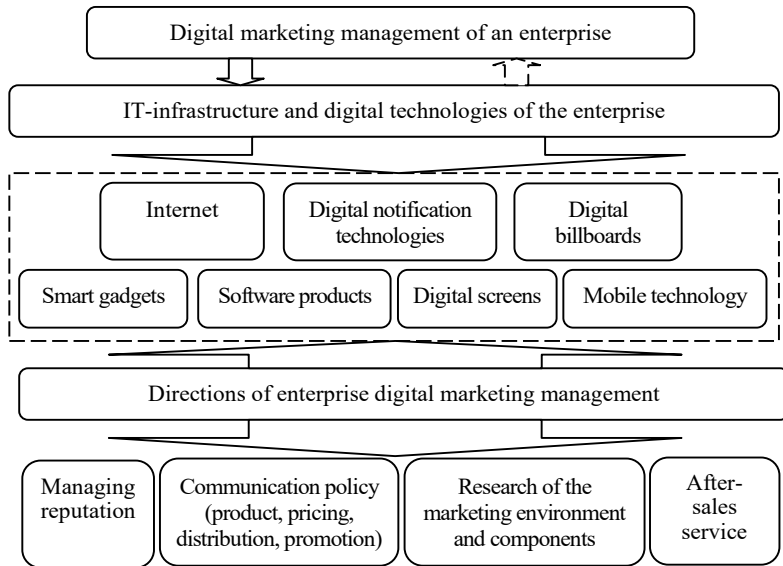 Digital marketing management of an enterprise
IT-infrastructure and digital technologies of the enterprise
Internet
Digital notification
technologies
Digital
billboards
Smart gadgets
Software products
Digital screens
Mobile technology
Directions of enterprise digital marketing management
Managing
reputation
Communication policy
(product, pricing,
distribution, promotion)
Research of the
marketing environment
and components
After-
sales
service